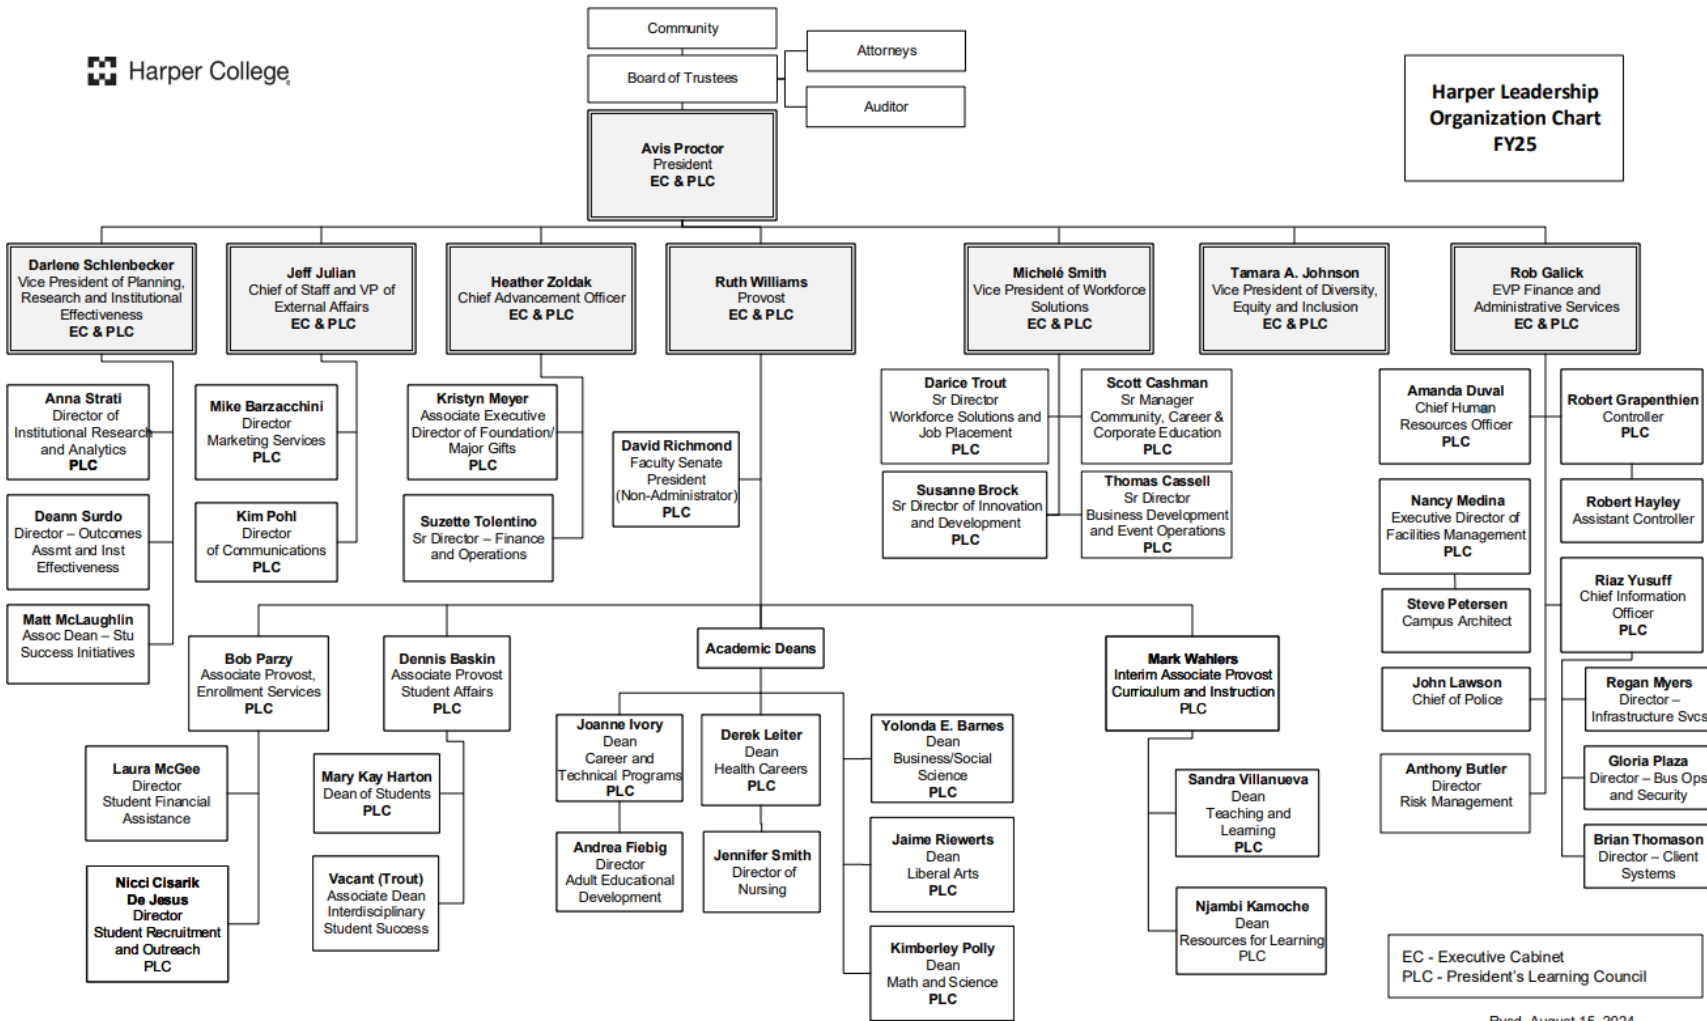 Harper College
Community
Board of Trustees
Attorneys
Auditor
Harper Leadership
Organization Chart
FY25
Avis Proctor
President
EC & PLC
Darlene Schlenbecker
Vice President of Planning,
Research and Institutional
Effectiveness
EC & PLC
Jeff Julian
Chief of Staff and VP of
External Affairs
EC & PLC
Heather Zoldak
Chief Advancement Officer
EC & PLC
Ruth Williams
Provost
EC & PLC
Michelé Smith
Vice President of Workforce
Solutions
EC & PLC
Tamara A. Johnson
Vice President of Diversity,
Equity and Inclusion
EC & PLC
Rob Galick
EVP Finance and
Administrative Services
EC & PLC
Anna Strati
Director of
Institutional Research
and Analytics
PLC
Deann Surdo
Director – Outcomes
Assmt and Inst
Effectiveness
Matt McLaughlin
Assoc Dean – Stu
Success Initiatives
Mike Barzacchini
Director
Marketing Services
PLC
Kim Pohl
Director
of Communications
PLC
Kristyn Meyer
Associate Executive
Director of Foundation/
Major Gifts
PLC
Suzette Tolentino
Sr Director – Finance
and Operations
David Richmond
Faculty Senate
President
(Non-Administrator)
PLC
Darice Trout
Sr Director
Workforce Solutions and
Job Placement
PLC
Scott Cashman
Sr Manager
Community, Career &
Corporate Education
PLC
Susanne Brock
Sr Director of Innovation
and Development
PLC
Thomas Cassell
Sr Director
Business Development
and Event Operations
PLC
Amanda Duval
Chief Human
Resources Officer
PLC
Robert Grapenthien
Controller
PLC
Nancy Medina
Executive Director of
Facilities Management
PLC
Robert Hayley
Assistant Controller
Steve Petersen
Campus Architect
Riaz Yusuff
Chief Information
Officer
PLC
John Lawson
Chief of Police
Regan Myers
Director –
Infrastructure Svcs
Anthony Butler
Director
Risk Management
Gloria Plaza
Director – Bus Ops
and Security
Brian Thomason
Director – Client
Systems
Bob Parzy
Associate Provost,
Enrollment Services
PLC
Dennis Baskin
Associate Provost
Student Affairs
PLC
Academic Deans
Mark Wahlers
Interim Associate Provost
Curriculum and Instruction
PLC
Laura McGee
Director
Student Financial
Assistance
Nicci Cisarik
De Jesus
Director
Student Recruitment
and Outreach
PLC
Mary Kay Harton
Dean of Students
PLC
Vacant (Trout)
Associate Dean
Interdisciplinary
Student Success
Joanne Ivory
Dean
Career and
Technical Programs
PLC
Andrea Fiebig
Director
Adult Educational
Development
Derek Leiter
Dean
Health Careers
PLC
Jennifer Smith
Director of
Nursing
Yolonda E. Barnes
Dean
Business/Social
Science
PLC
Jaime Riewerts
Dean
Liberal Arts
PLC
Kimberley Polly
Dean
Math and Science
PLC
Sandra Villanueva
Dean
Teaching and
Learning
PLC
Njambi Kamoche
Dean
Resources for Learning
PLC
EC - Executive Cabinet
PLC - President's Learning Council
Rvsd. August 15, 2024